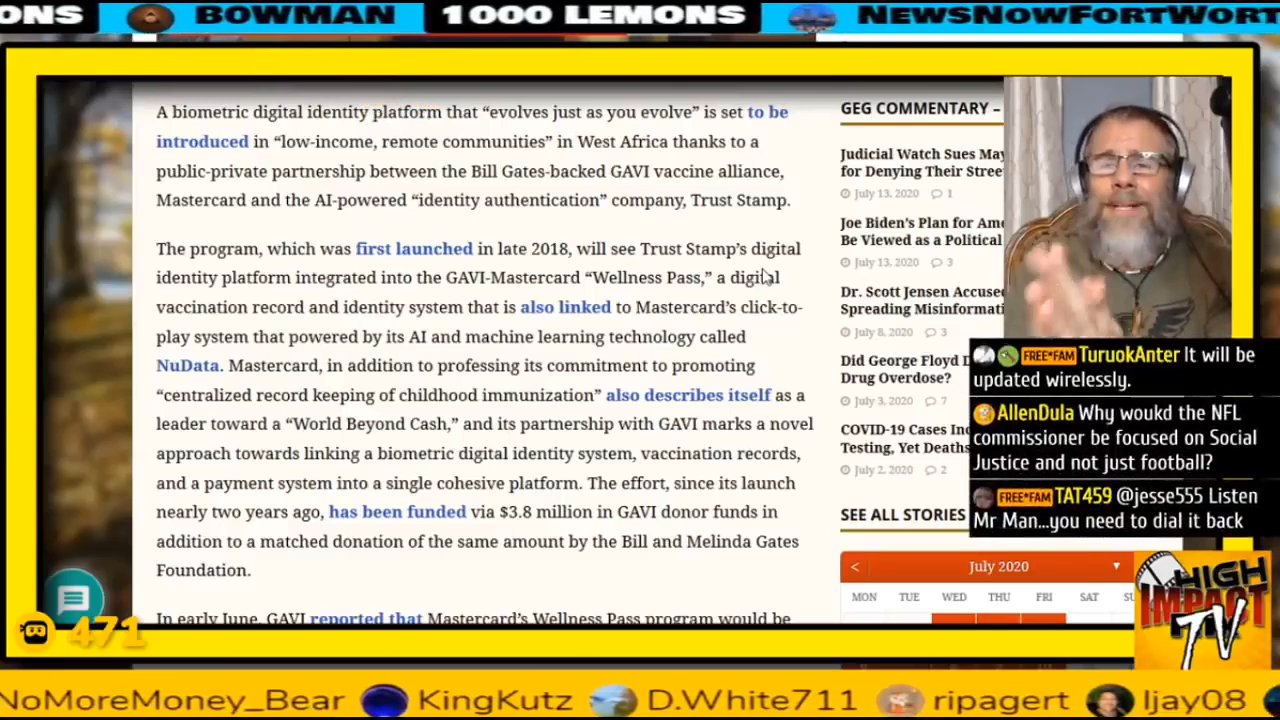 ONS
BOWMAN
1000 LEMONS
NewsNowFortWort
A biometric digital identity platform that “evolves just as you evolve” is set to be
introduced in “low-income, remote communities” in West Africa thanks to a
public-private partnership between the Bill Gates-backed GAVI vaccine alliance,
Mastercard and the AI-powered “identity authentication” company, Trust Stamp.
The program, which was first launched in late 2018, will see Trust Stamp’s digital
identity platform integrated into the GAVI-Mastercard “Wellness Pass,” a digital
vaccination record and identity system that is also linked to Mastercard’s click-to-
play system that powered by its AI and machine learning technology called
NuData. Mastercard, in addition to professing its commitment to promoting
“centralized record keeping of childhood immunization” also describes itself as a
leader toward a “World Beyond Cash,” and its partnership with GAVI marks a novel
approach towards linking a biometric digital identity system, vaccination records,
and a payment system into a single cohesive platform. The effort, since its launch
nearly two years ago, has been funded via $3.8 million in GAVI donor funds in
addition to a matched donation of the same amount by the Bill and Melinda Gates
Foundation.
In early June, GAVI reported that Mastercard’s Wellness Pass program would be
GEG COMMENTARY –
Judicial Watch Sues May
for Denying Their Stree
July 13, 2020 1
Joe Biden’s Plan for Ame
Be Viewed as a Political
July 13, 2020 3
Dr. Scott Jensen Accused
Spreading Misinformati
July 8, 2020 3
Did George Floyd D
Drug Overdose?
July 3, 2020 7
COVID-19 Cases Inc
Testing, Yet Deaths
July 2, 2020 2
SEE ALL STORIES
< July 2020
MON TUE WED THU FRI SAT SU
FREE*FAM TuruokAnter It will be
updated wirelessly.
AllenDula Why woukd the NFL
commissioner be focused on Social
Justice and not just football?
FREE*FAM TAT459 @jesse555 Listen
Mr Man...you need to dial it back
HIGH
IMPACT
TV
471
NoMoreMoney_Bear
KingKutz
D.White711
ripagert
ljay08